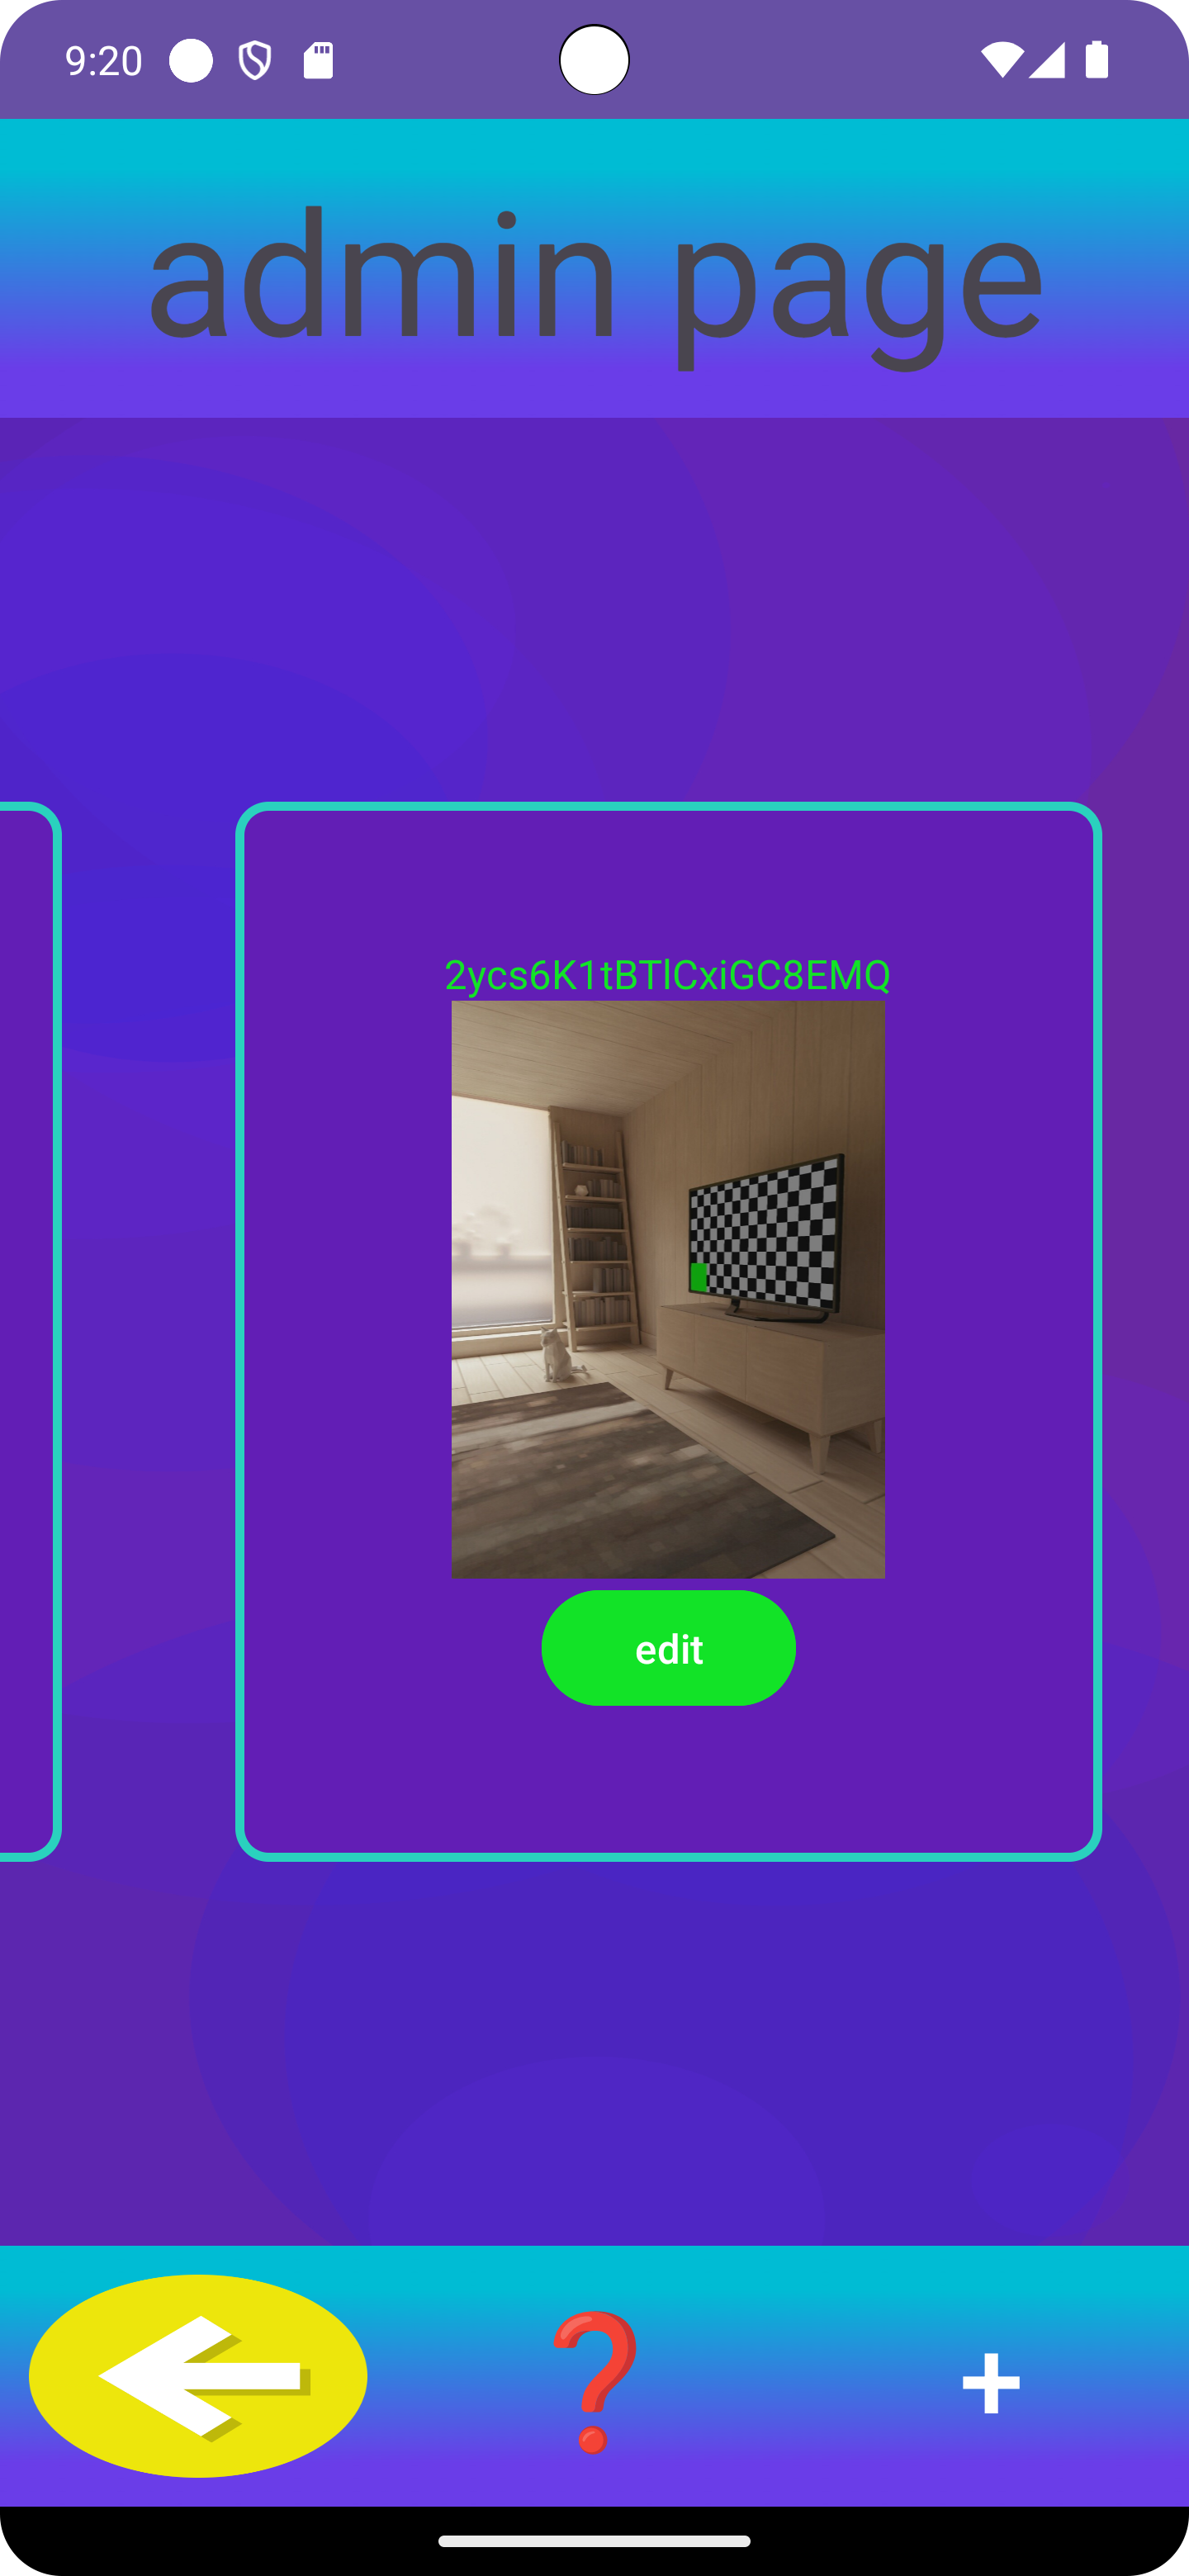 9:20
admin page
2ycs6K1tBTlCxiGC8EMQ
edit
❓
+